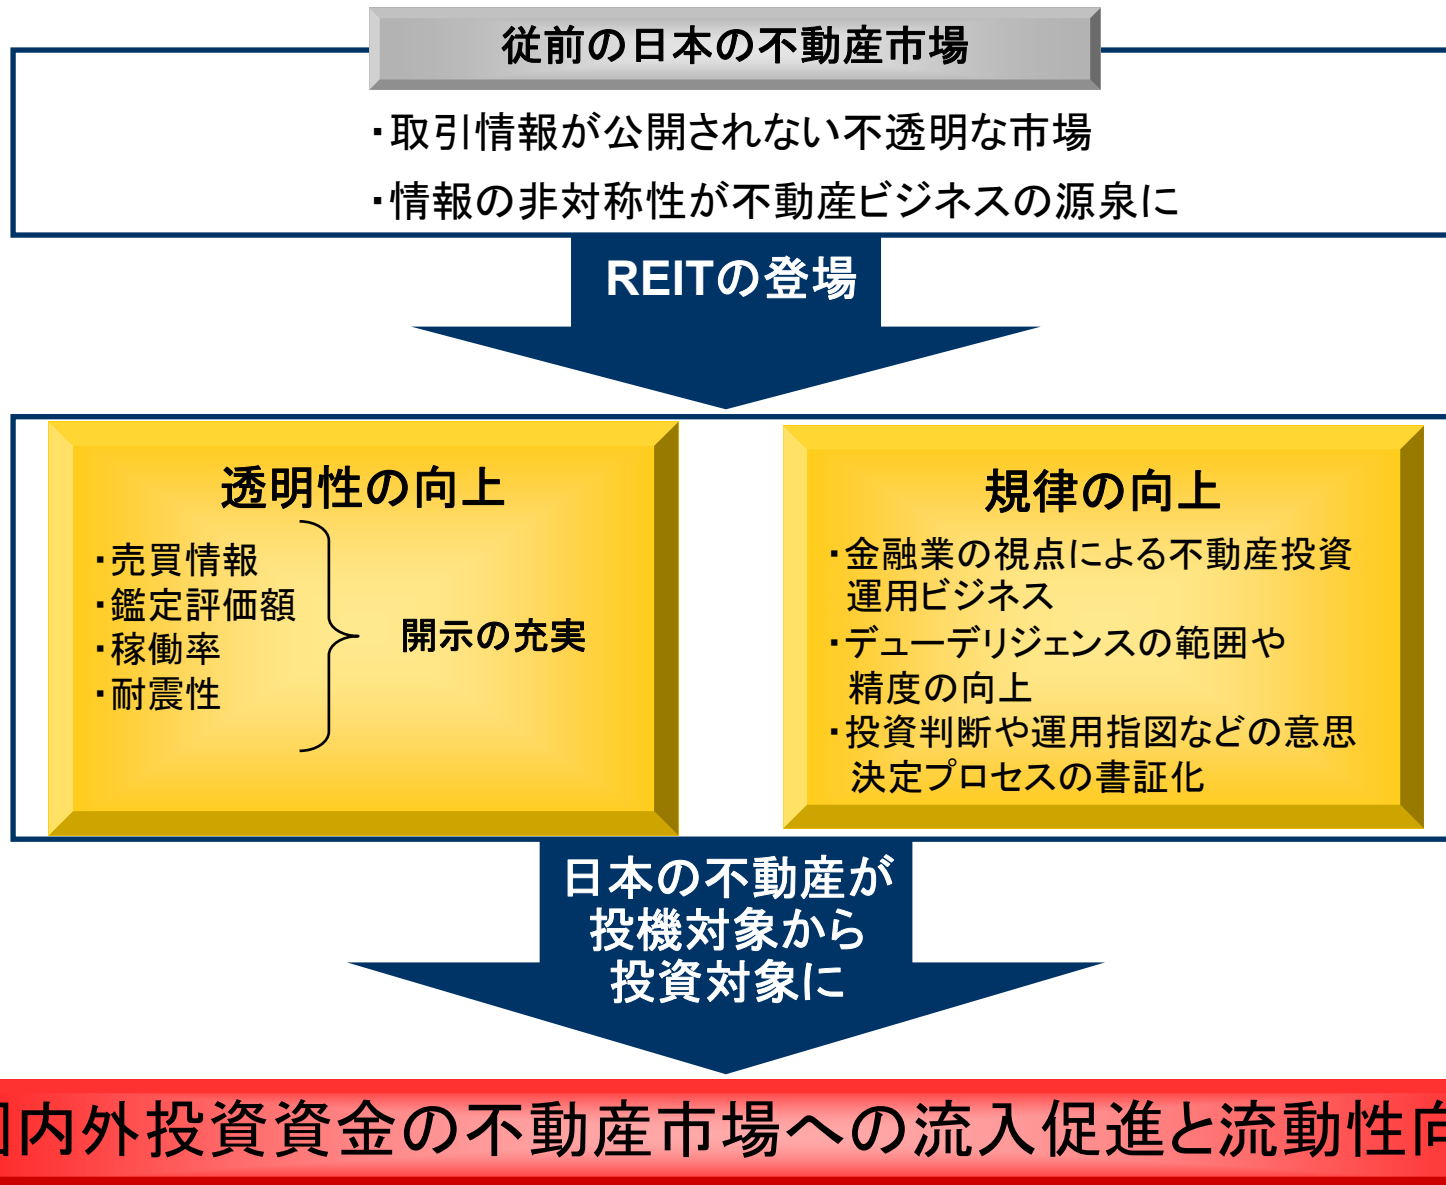 従前の日本の不動産市場
・取引情報が公開されない不透明な市場
・情報の非対称性が不動産ビジネスの源泉に
REITの登場
透明性の向上
・売買情報
・鑑定評価額
・稼働率
・耐震性
開示の充実
規律の向上
・金融業の視点による不動産投資
運用ビジネス
・デューデリジェンスの範囲や
精度の向上
・投資判断や運用指図などの意思
決定プロセスの書証化
日本の不動産が
投機対象から
投資対象に
内外投資資金の不動産市場への流入促進と流動性向